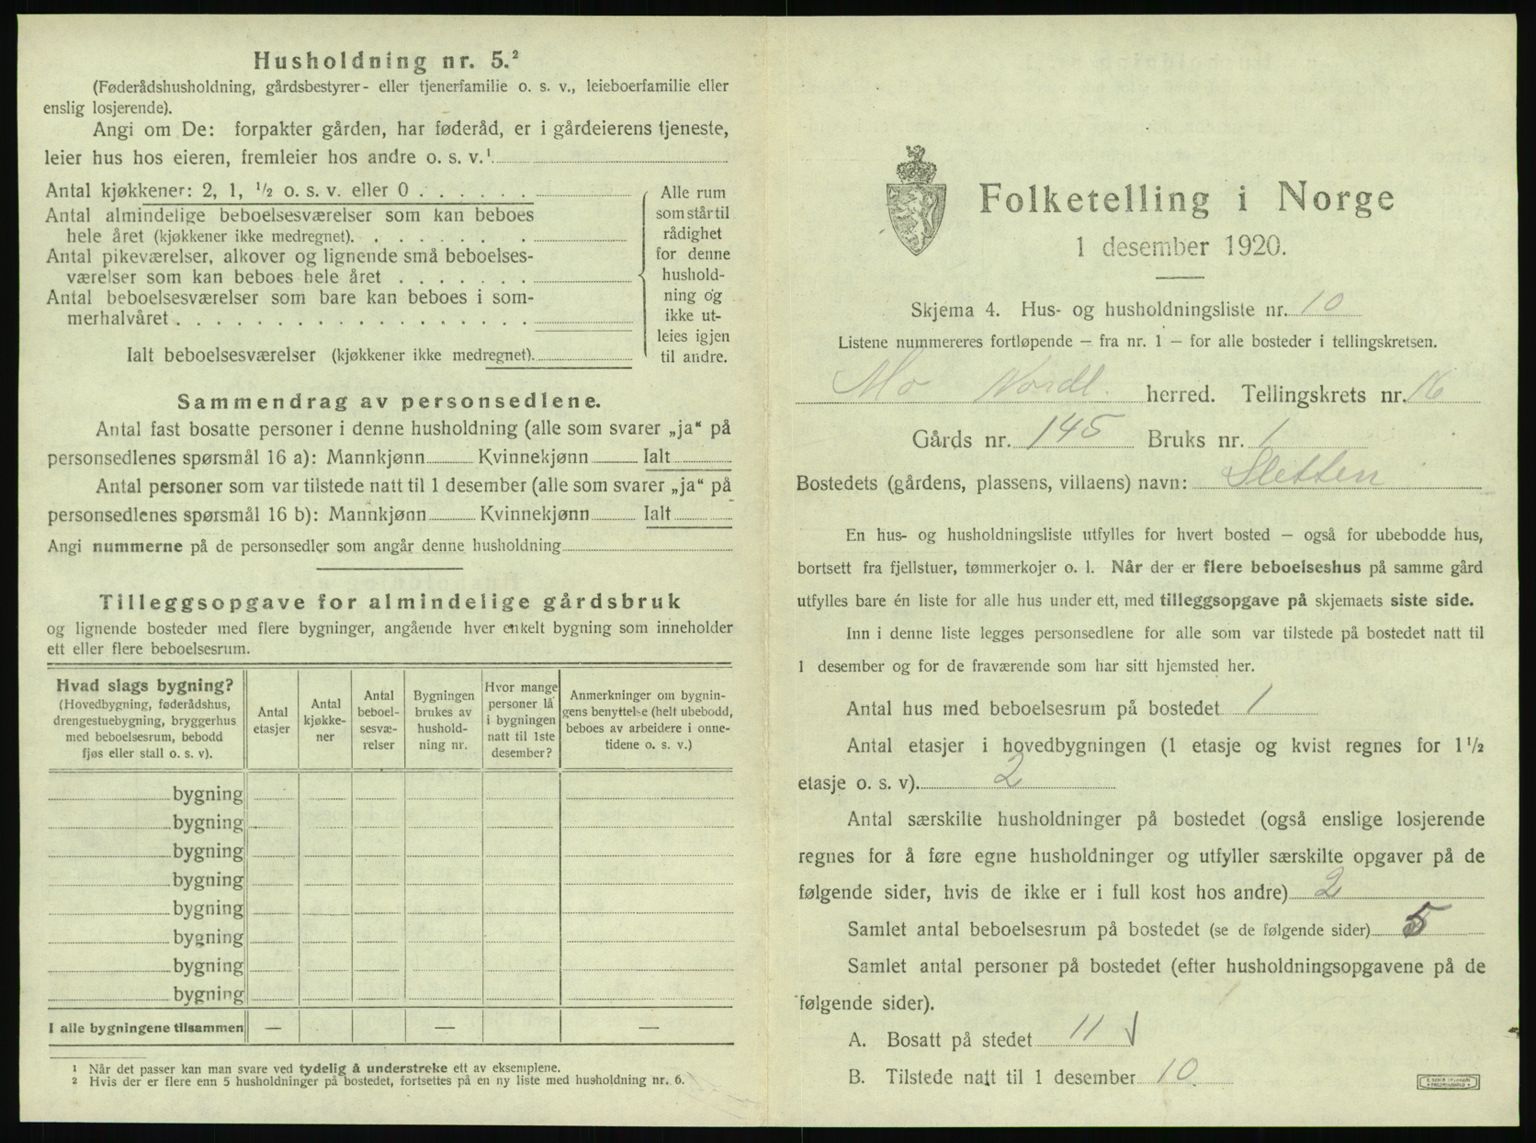 Husholdning nr. 5.²
(Føderådshusholdning, gårdsbestyrer- eller tjenerfamilie o. s. v., leieboerfamilie eller
enslig losjerende).
Angi om De: forpakter gården, har føderåd, er i gårdeierens tjeneste,
leier hus hos eieren, fremleier hos andre o. s. v.¹
Antal kjøkkener: 2, 1, ½ o. s. v. eller 0 . . . . . .
Antal almindelige beboelsesværelser som kan beboes
hele året (kjøkkener ikke medregnet). . . . . . . .
Antal pikeværelser, alkover og lignende små beboelses-
værelser som kan beboes hele året . . . . . . .
Antal beboelsesværelser som bare kan beboes i som-
merhalvåret . . . . . . . . . . . . . . . . . .
Ialt beboelsesværelser (kjøkkener ikke medregnet).
Alle rum
som står til
rådighet
for denne
hushold-
ning og
ikke ut-
leies igjen
til andre.
Sammendrag av personsedlene.
Antal fast bosatte personer i denne husholdning (alle som svarer „ja“ på
personsedlenes spørsmål 16 a): Mannkjønn Kvinnekjønn Ialt
Antal personer som var tilstede natt til 1 desember (alle som svarer „ja“ på
personsedlenes spørsmål 16 b): Mannkjønn Kvinnekjønn Ialt
Angi nummerne på de personsedler som angår denne husholdning
Tilleggsopgave for almindelige gårdsbruk
og lignende bosteder med flere bygninger, angående hver enkelt bygning som inneholder
ett eller flere beboelsesrum.
Hvad slags bygning?
(Hovedbygning, føderådshus,
drengestuebygning, bryggerhus
med beboelsesrum, bebodd
fjøs eller stall o. s. v).
Antal
etasjer
Antal
kjøkke-
ner
Antal
beboel-
sesvæ-
relser
Bygningen
brukes av
hushold-
ning nr.
Hvor mange
personer lå
i bygningen
natt til 1ste
desember?
Anmerkninger om bygnin-
gens benyttelse (helt ubebodd,
beboes av arbeidere i onne-
tidene o. s. v.)
bygning
bygning
bygning
bygning
bygning
bygning
bygning
bygning
I alle bygningene tilsammen — — —
¹ Når det passer kan man svare ved tydelig å understreke ett av eksemplene.
² Hvis der er flere enn 5 husholdninger på bostedet, fortsettes på en ny liste med husholdning nr. 6.
Folketelling i Norge
1 desember 1920.
Skjema 4. Hus- og husholdningsliste nr. 10
Listene nummereres fortløpende – fra nr. 1 – for alle bosteder i tellingskretsen.
Mo Nordl. herred. Tellingskrets nr. 16
Gårds nr. 145 Bruks nr. 1
Bostedets (gårdens, plassens, villaens) navn: Sletten
En hus- og husholdningsliste utfylles for hvert bosted – også for ubebodde hus,
bortsett fra fjellstuer, tømmerkojer o. l. Når der er flere beboelseshus på samme gård
utfylles bare én liste for alle hus under ett, med tilleggsopgave på skjemaets siste side.
Inn i denne liste legges personsedlene for alle som var tilstede på bostedet natt til
1 desember og for de fraværende som har sitt hjemsted her.
Antal hus med beboelsesrum på bostedet 1
Antal etasjer i hovedbygningen (1 etasje og kvist regnes for 1½
etasje o. s. v). 2
Antal særskilte husholdninger på bostedet (også enslige losjerende
regnes for å føre egne husholdninger og utfyller særskilte opgaver på de
følgende sider, hvis de ikke er i full kost hos andre) 2
Samlet antal beboelsesrum på bostedet (se de følgende sider) 5
Samlet antal personer på bostedet (efter husholdningsopgavene på de
følgende sider).
A. Bosatt på stedet 11 √
B. Tilstede natt til 1 desember 10